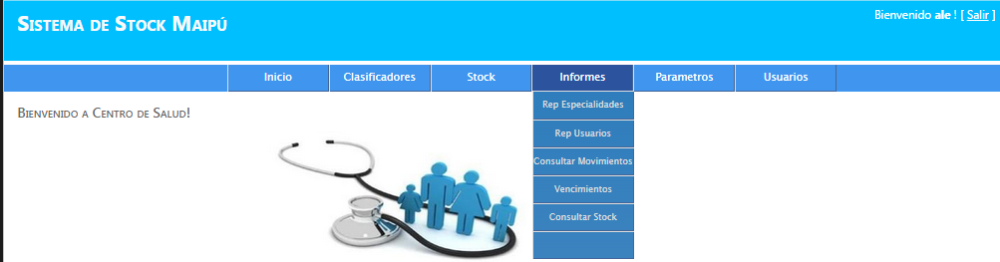 Sistema de Stock Maipú
Bienvenido ale ! [ Salir ]
Inicio
Clasificadores
Stock
Informes
Parametros
Usuarios
Bienvenido a Centro de Salud!
Rep Especialidades
Rep Usuarios
Consultar Movimientos
Vencimientos
Consultar Stock